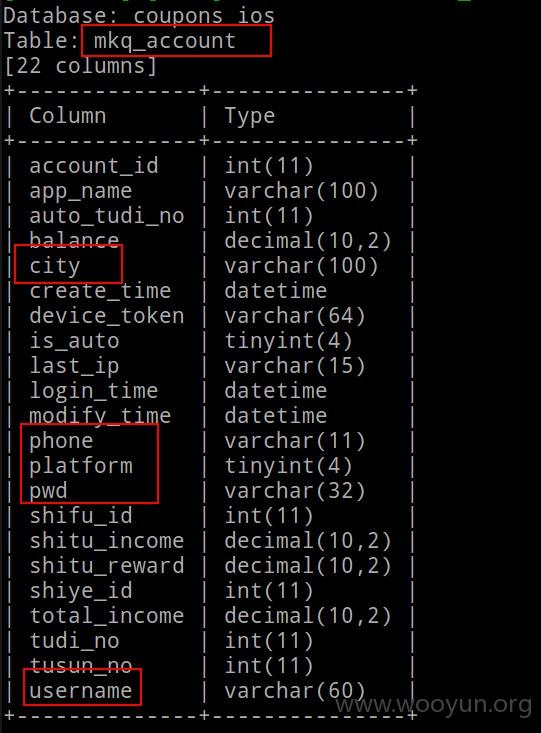 Database: coupons ios
Table: mkq_account
[22 columns]
+--------------+---------------+
| Column | Type |
+--------------+---------------+
| account_id | int(11) |
| app_name | varchar(100) |
| auto_tudi_no | int(11) |
| balance | decimal(10,2) |
| city | varchar(100) |
| create_time | datetime |
| device_token | varchar(64) |
| is_auto | tinyint(4) |
| last_ip | varchar(15) |
| login_time | datetime |
| modify_time | datetime |
| phone | varchar(11) |
| platform | tinyint(4) |
| pwd | varchar(32) |
| shifu_id | int(11) |
| shitu_income | decimal(10,2) |
| shitu_reward | decimal(10,2) |
| shiye_id | int(11) |
| total_income | decimal(10,2) |
| tudi_no | int(11) |
| tusun_no | int(11) |
| username | varchar(60) |
+--------------+---------------+
www.wooyun.org